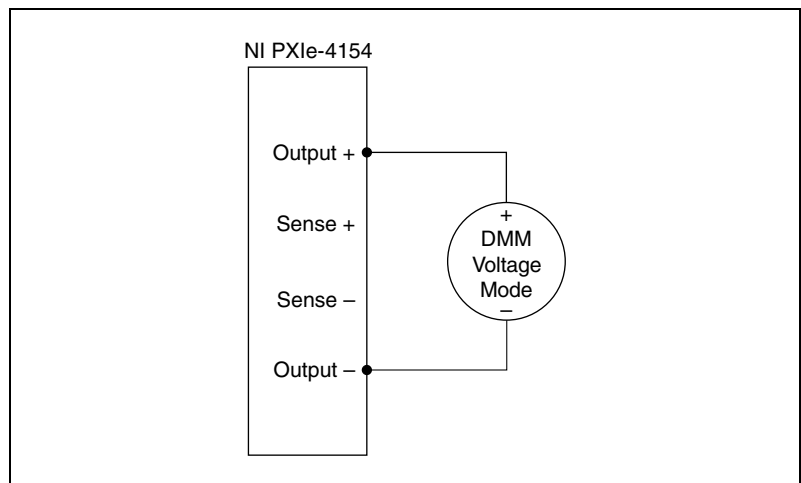 NI PXIe-4154
Output +
Sense +
Sense –
Output –
+
DMM
Voltage
Mode
–